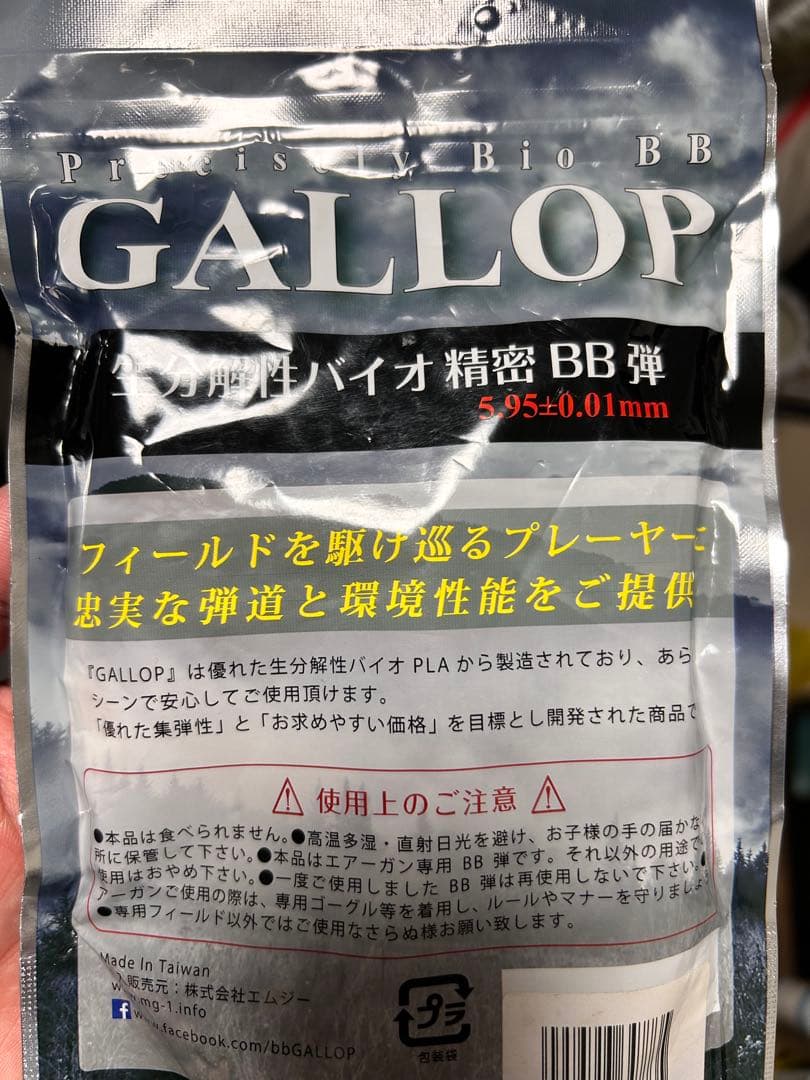 Precisely Bio BB
GALLOP
生分解性バイオ精密BB弾
5.95±0.01mm
フィールドを駆け巡るプレーヤーに
忠実な弾道と環境性能をご提供
『GALLOP』は優れた生分解性バイオPLAから製造されており、あら
シーンで安心してご使用頂けます。
「優れた集弾性」と「お求めやすい価格」を目標とし開発された商品で
使用上のご注意
●本品は食べられません。●高温多湿・直射日光を避け、お子様の手の届かな
所に保管して下さい。●本品はエアーガン専用BB弾です。それ以外の用途で
使用はおやめ下さい。●一度ご使用しましたBB弾は再使用しないで下さい。●
アーガンご使用の際は、専用ゴーグル等を着用し、ルールやマナーを守りましょ
●専用フィールド以外ではご使用なさらぬ様お願い致します。
Made In Taiwan
販売元：株式会社エムジー
www.mg-1.info
f www.facebook.com/bbGALLOP
プラ
包装袋